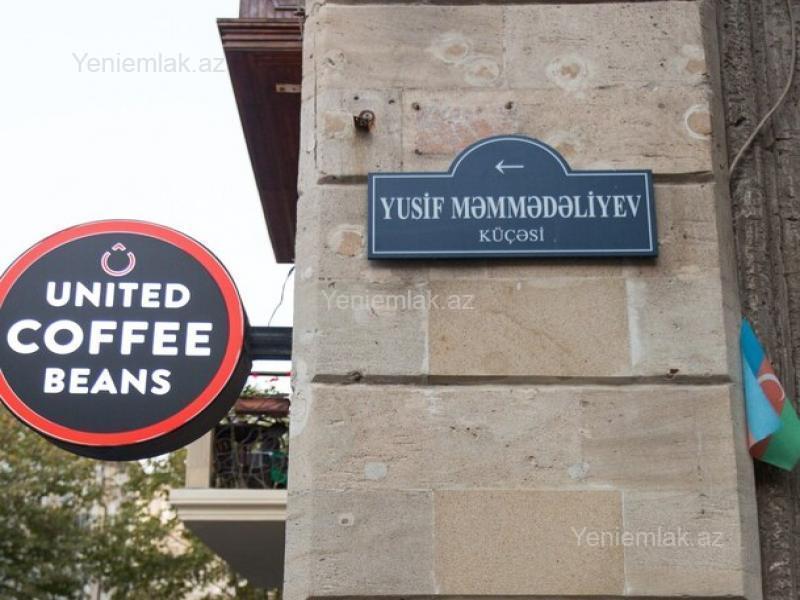 Yeniemlak.az
←
YUSİF MƏMMƏDƏLİYEV
KÜÇƏSİ
UNITED
COFFEE
BEANS
Yeniemlak.az
Yeniemlak.az